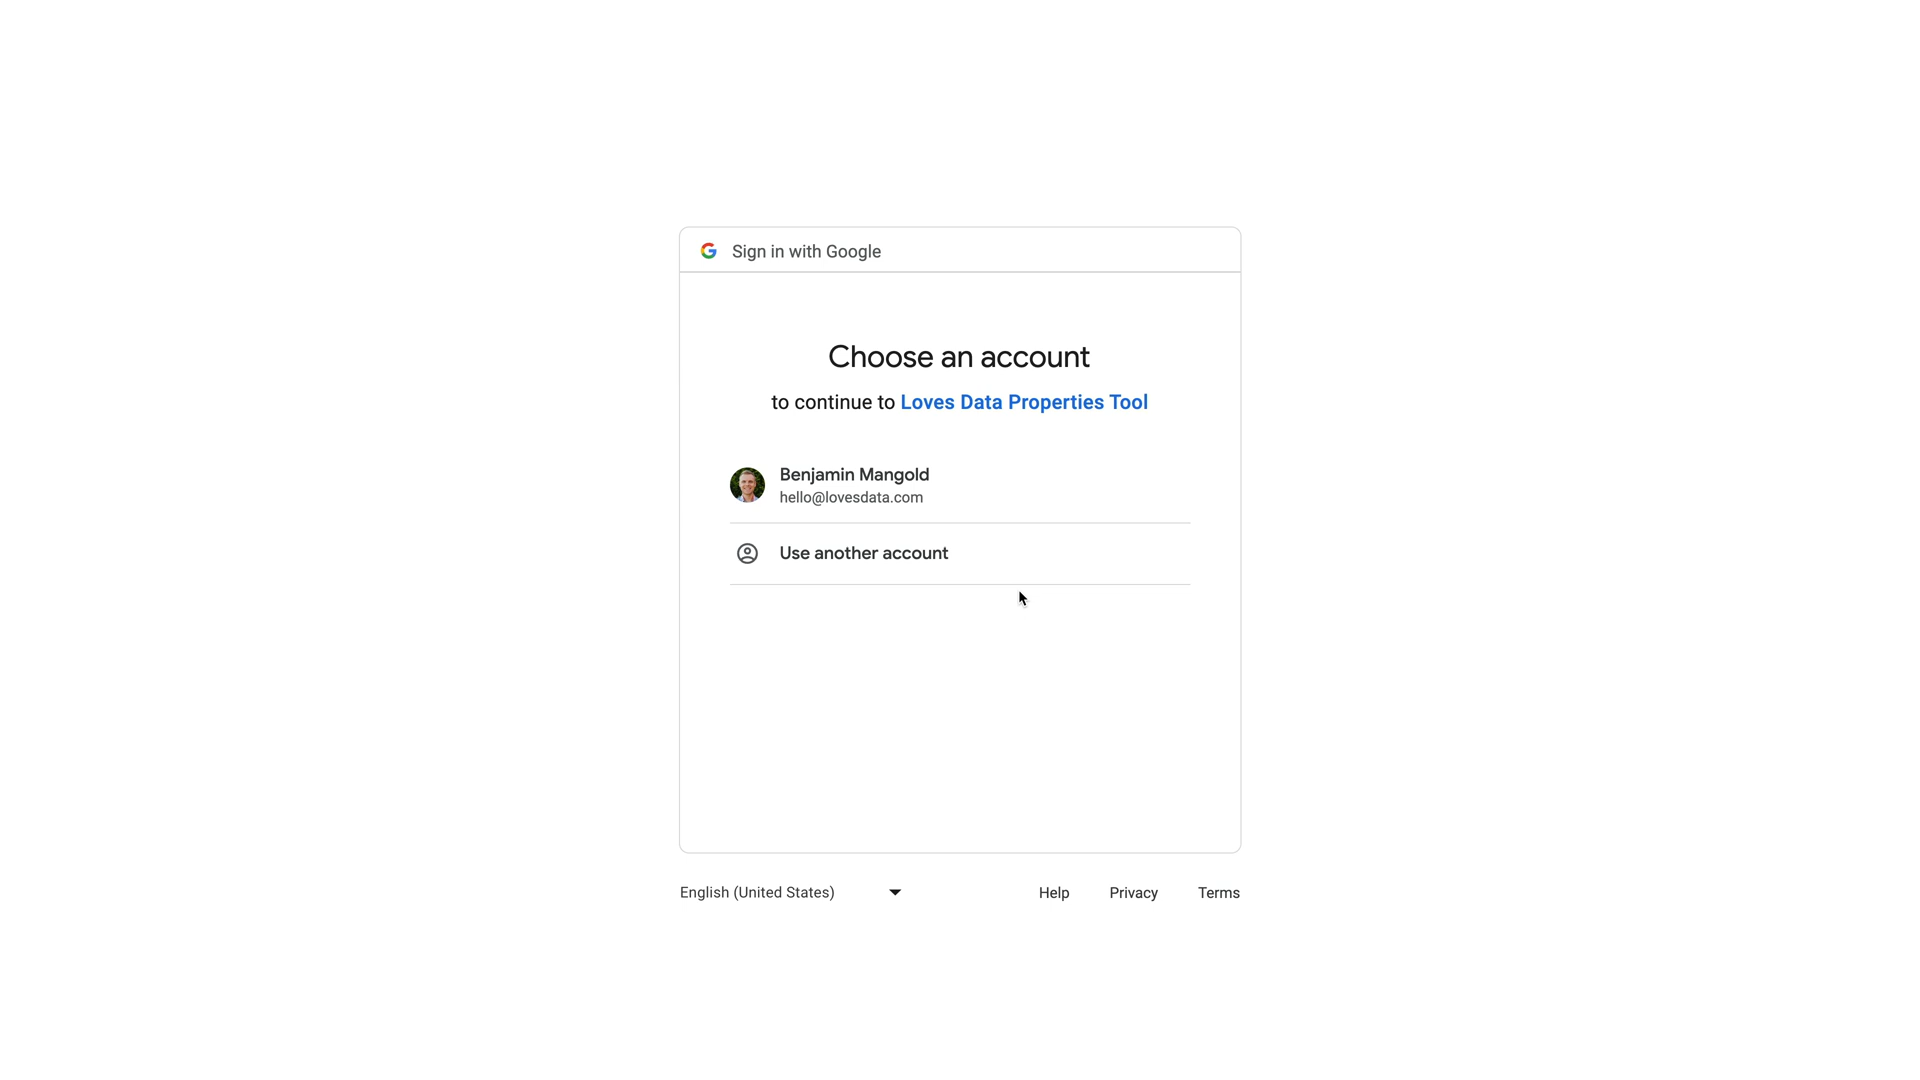 Sign in with Google
Choose an account
to continue to Loves Data Properties Tool
Benjamin Mangold
hello@lovesdata.com
Use another account
English (United States)
Help Privacy Terms